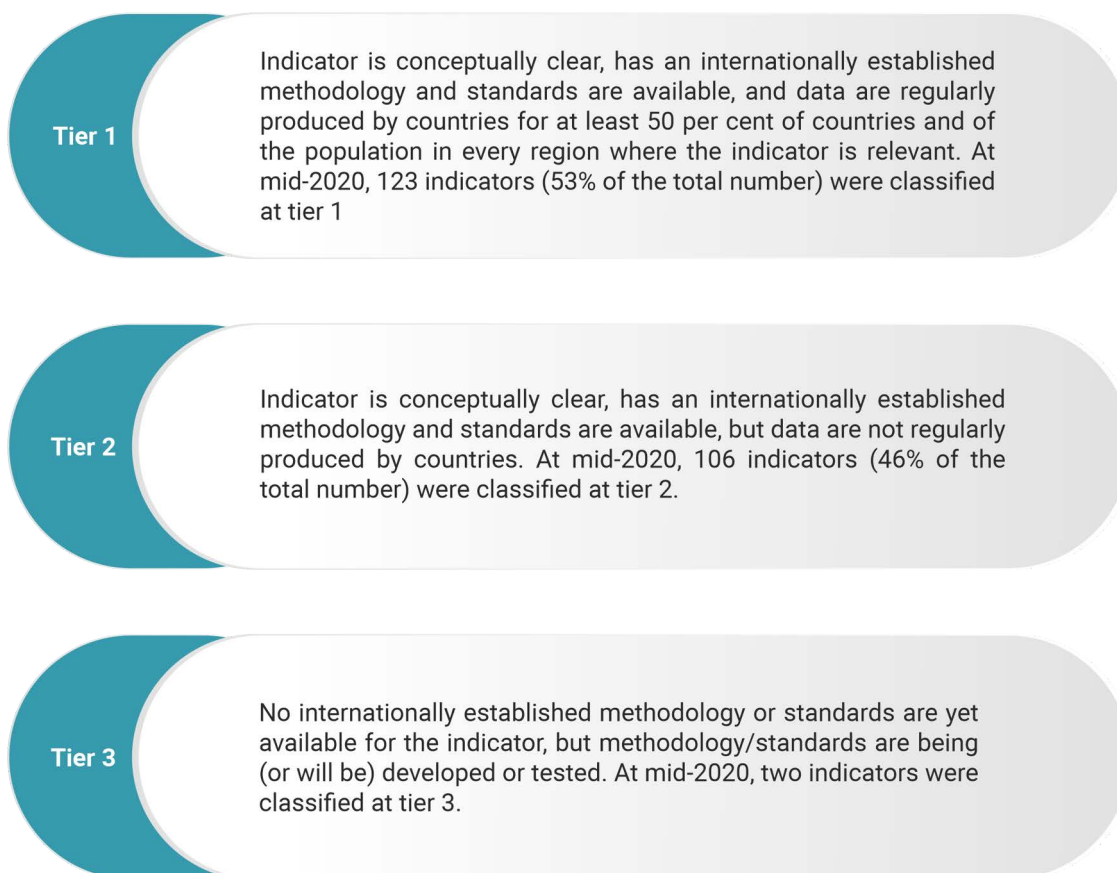 Tier 1
Indicator is conceptually clear, has an internationally established
methodology and standards are available, and data are regularly
produced by countries for at least 50 per cent of countries and of
the population in every region where the indicator is relevant. At
mid-2020, 123 indicators (53% of the total number) were classified
at tier 1
Tier 2
Indicator is conceptually clear, has an internationally established
methodology and standards are available, but data are not regularly
produced by countries. At mid-2020, 106 indicators (46% of the
total number) were classified at tier 2.
Tier 3
No internationally established methodology or standards are yet
available for the indicator, but methodology/standards are being
(or will be) developed or tested. At mid-2020, two indicators were
classified at tier 3.